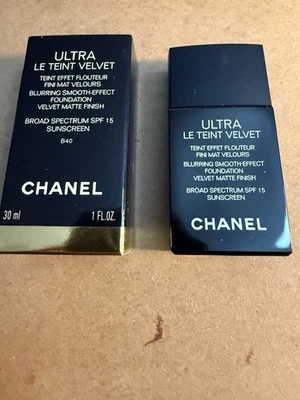 ULTRA
LE TEINT VELVET
TEINT EFFET FLOUTEUR
FINI MAT VELOURS
BLURRING SMOOTH-EFFECT
FOUNDATION
VELVET MATTE FINISH
BROAD SPECTRUM SPF 15
SUNSCREEN
B40
CHANEL
30 ml 1 FL.OZ.
ULTRA
LE TEINT VELVET
TEINT EFFET FLOUTEUR
FINI MAT VELOURS
BLURRING SMOOTH-EFFECT
FOUNDATION
VELVET MATTE FINISH
BROAD SPECTRUM SPF 15
SUNSCREEN
CHANEL